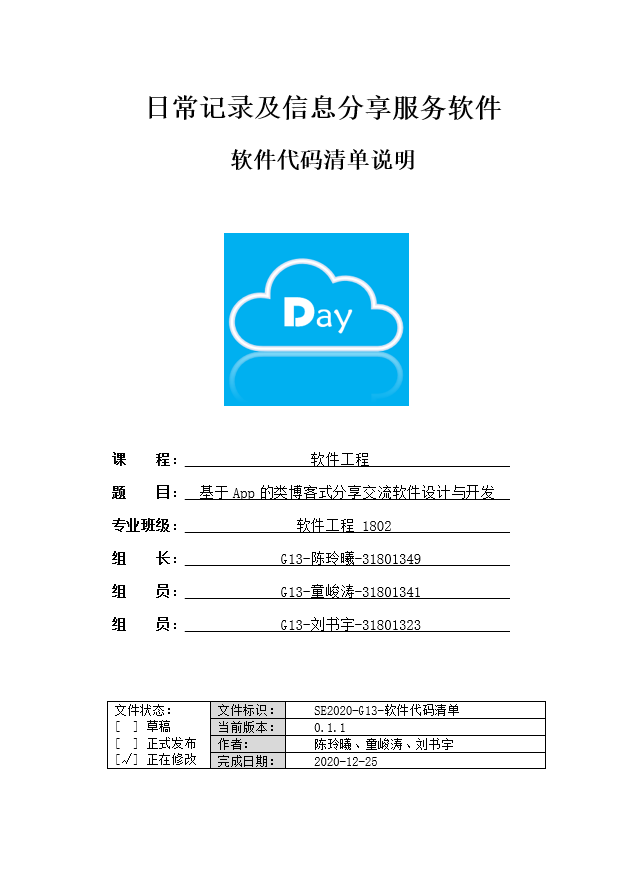 日常记录及信息分享服务软件
软件代码清单说明
Day
课 程： 软件工程
题 目： 基于 App 的类博客式分享交流软件设计与开发
专业班级： 软件工程 1802
组 长： G13-陈玲曦-31801349
组 员： G13-童峻涛-31801341
组 员： G13-刘书宇-31801323
文件状态： 文件标识： SE2020-G13-软件代码清单
[ ] 草稿 当前版本： 0.1.1
[ ] 正式发布 作者： 陈玲曦、童峻涛、刘书宇
[√] 正在修改 完成日期： 2020-12-25